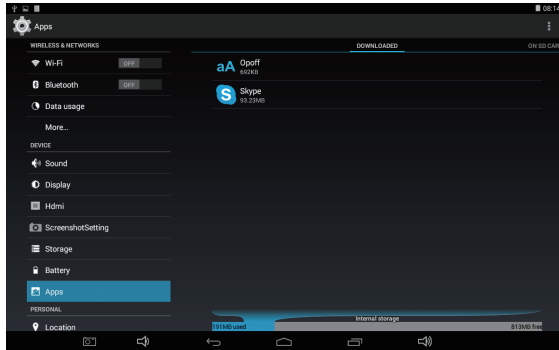 08:14
Apps
WIRELESS & NETWORKS
DOWNLOADED
ON SD CAR
Wi-Fi
OFF
aA
Opoff
692KB
Bluetooth
OFF
S
Skype
93.23MB
Data usage
More...
DEVICE
Sound
Display
Hdmi
ScreenshotSetting
Storage
Battery
Apps
PERSONAL
Location
Internal storage
191MB used
813MB free